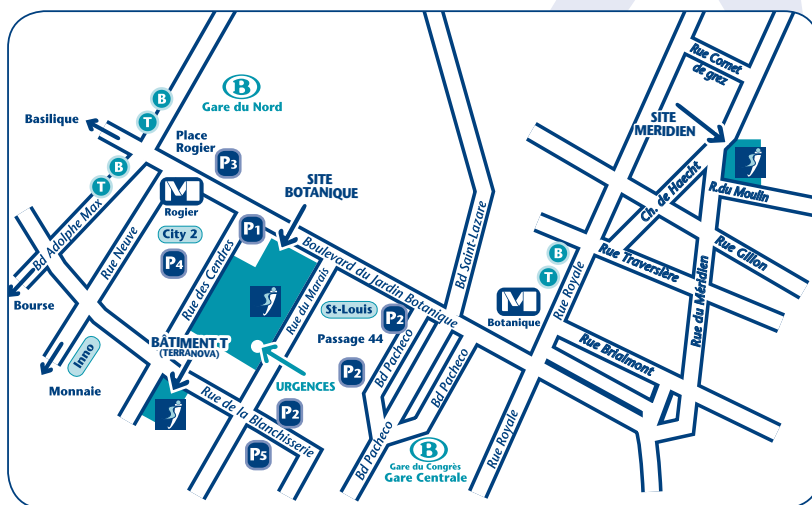 B
Gare du Nord
Rue Cornet
de grez
Basilique
B
T
Place
Rogier
P3
SITE
MERIDIEN
SITE
BOTANIQUE
B
T
M
Rogier
Ch. de Haecht
R.du Moulin
Bd Adolphe Max
Rue Neuve
City 2
P1
P4
Rue des Cendres
Boulevard du Jardin Botanique
Bd Saint-Lazare
B
T
Rue Royale
Rue Traversière
Rue Gillon
Rue du Méridien
Bourse
Rue du Marais
St-Louis
P2
M
Botanique
Inno
BÂTIMENT·T
(TERRANOVA)
Passage 44
Rue Brialmont
Monnaie
URGENCES
P2
Bd Pacheco
Bd Pacheco
Rue de la Blanchisserie
P2
P5
Bd Pacheco
B
Gare du Congrès
Gare Centrale
Rue Royale